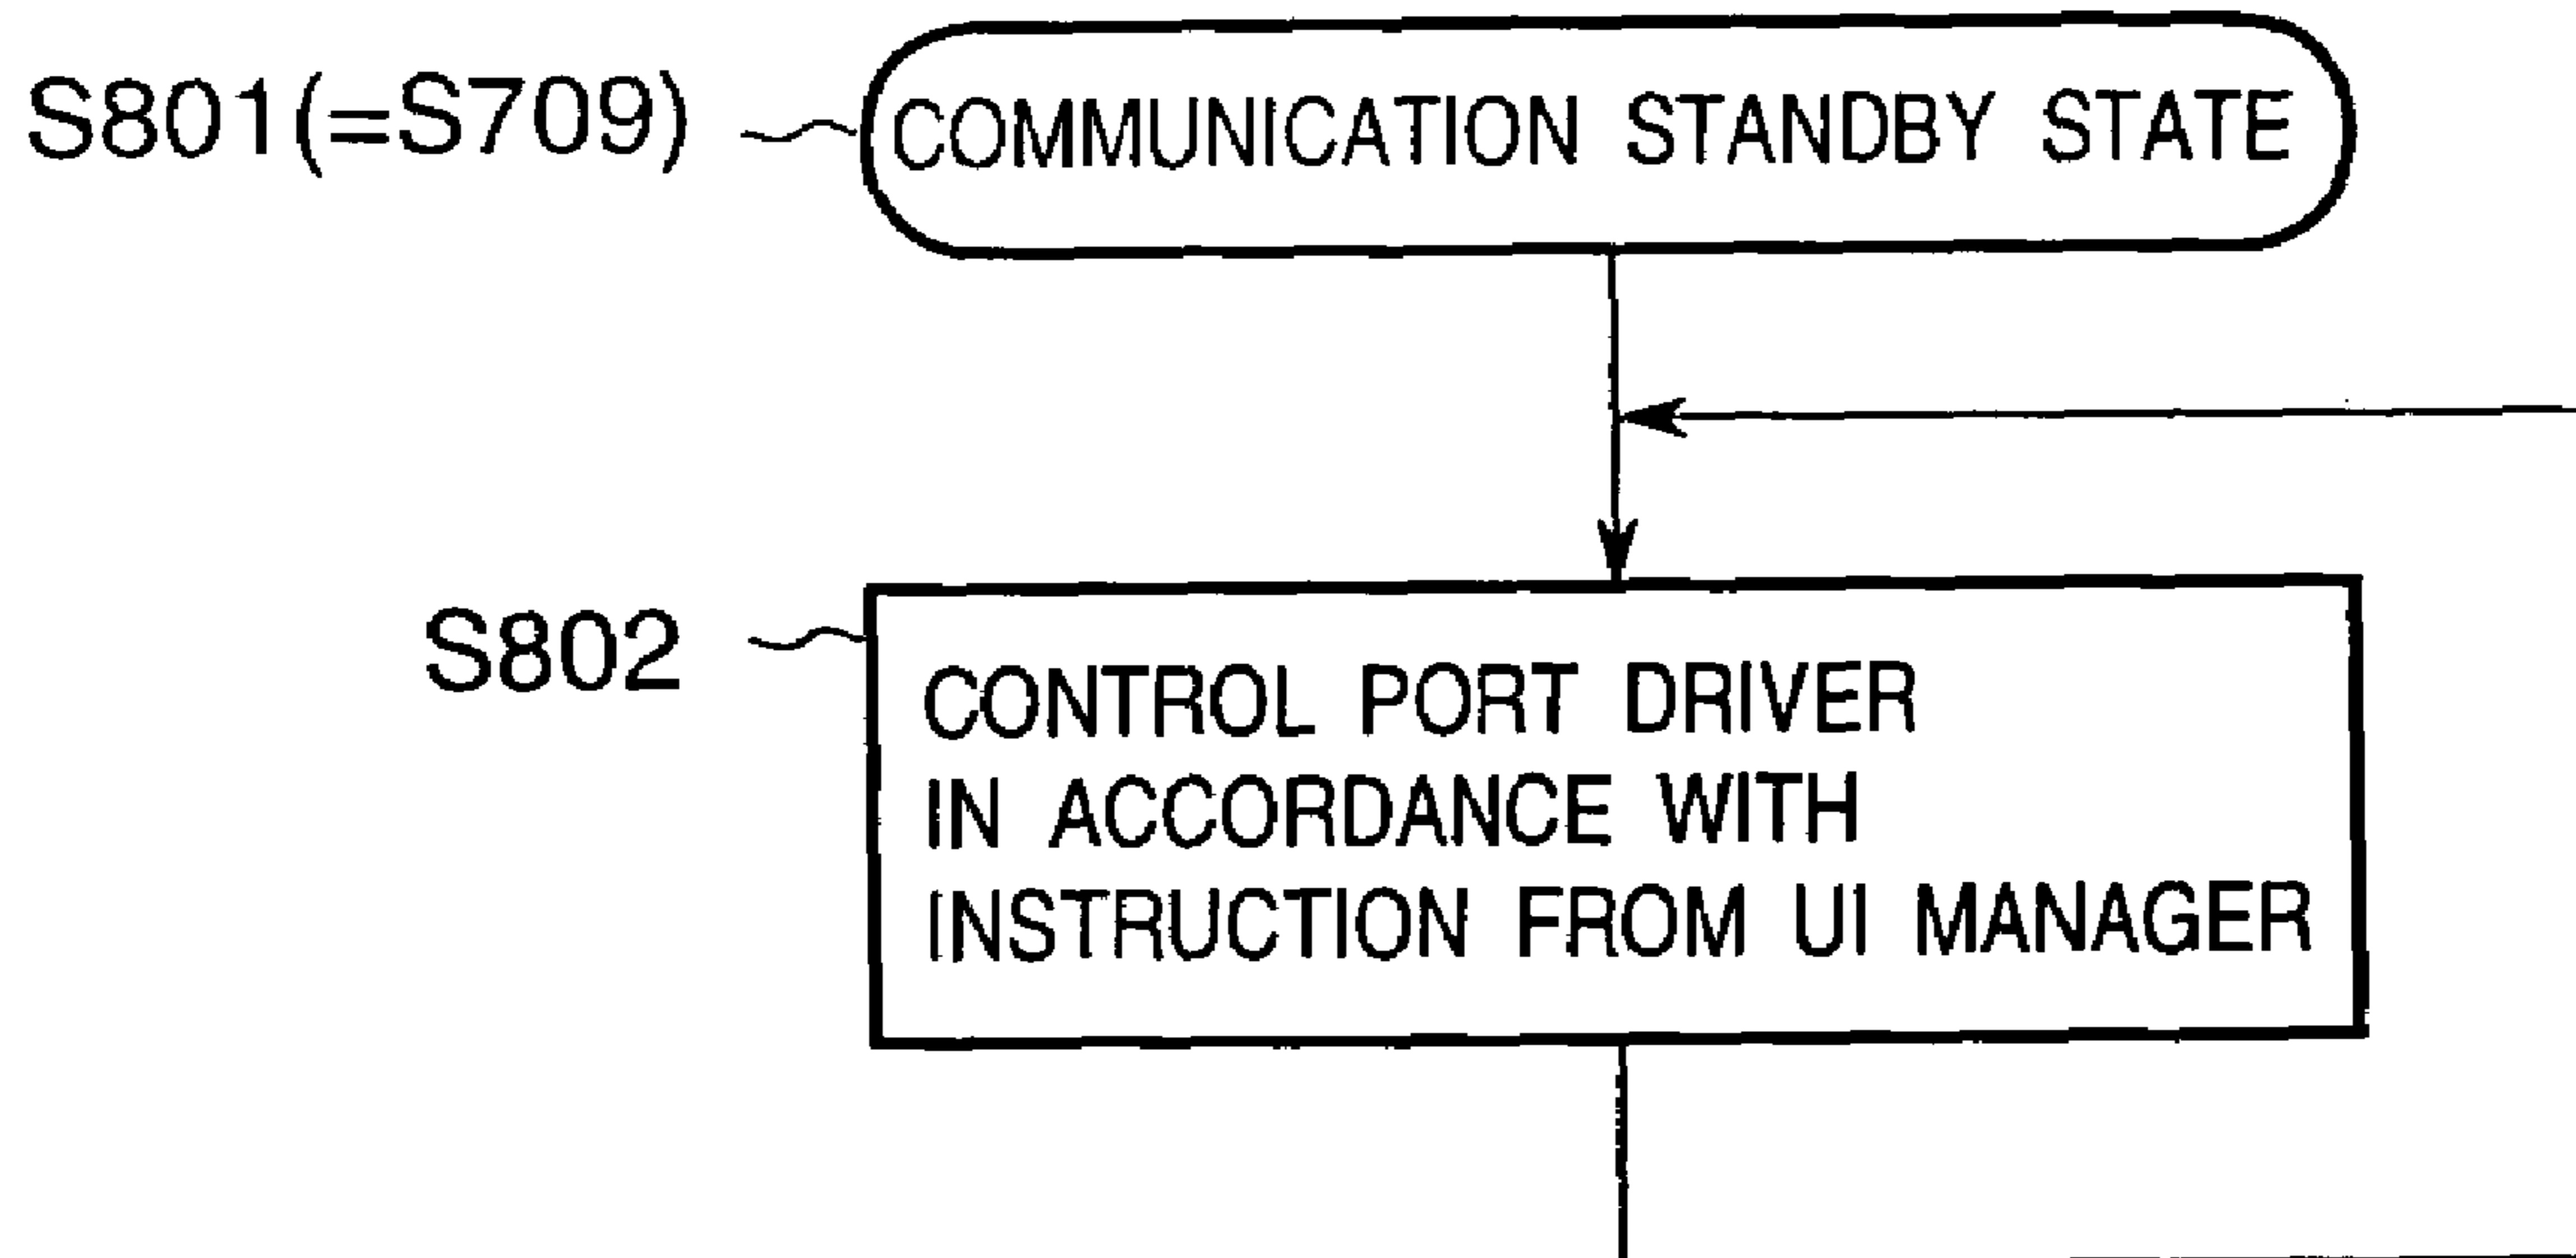 S801(=S709)
COMMUNICATION STANDBY STATE
S802
CONTROL PORT DRIVER
IN ACCORDANCE WITH
INSTRUCTION FROM UI MANAGER